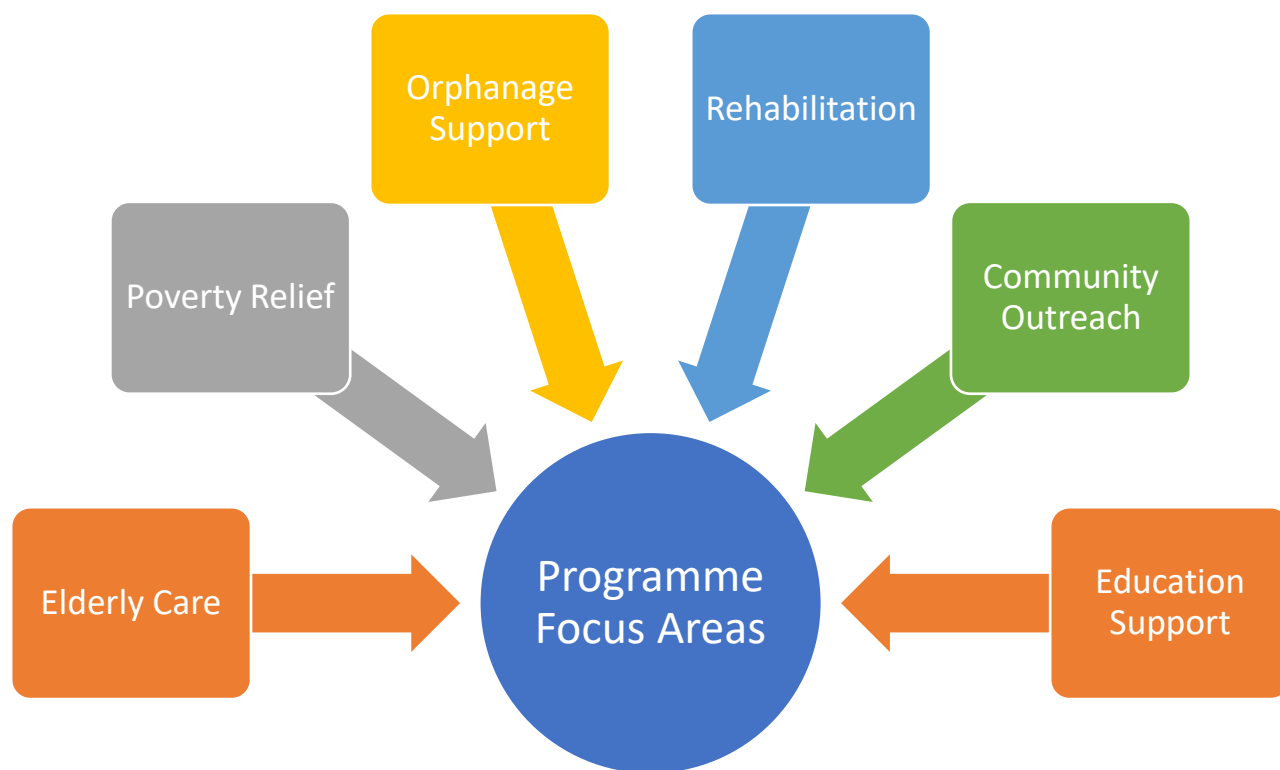 Orphanage
Support
Rehabilitation
Poverty Relief
Community
Outreach
Elderly Care
Programme
Focus Areas
Education
Support